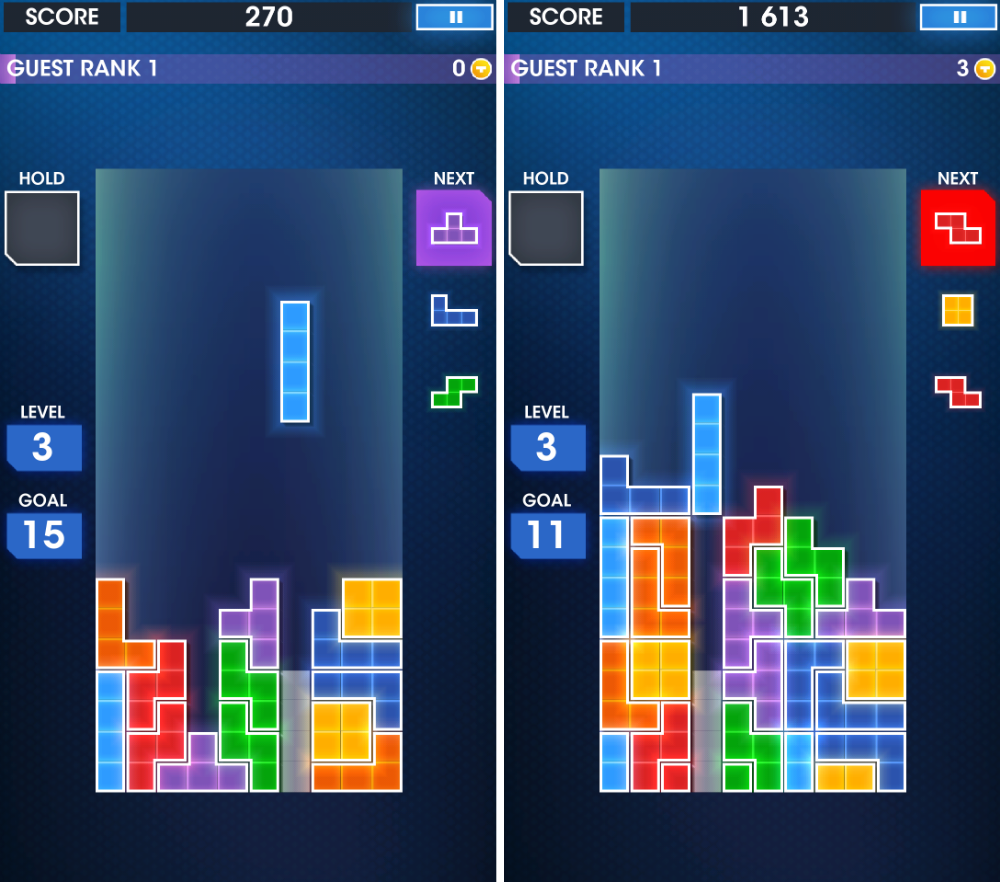 SCORE 270
GUEST RANK 1 0
HOLD NEXT
LEVEL
3
GOAL
15
SCORE 1 613
GUEST RANK 1 3
HOLD NEXT
LEVEL
3
GOAL
11